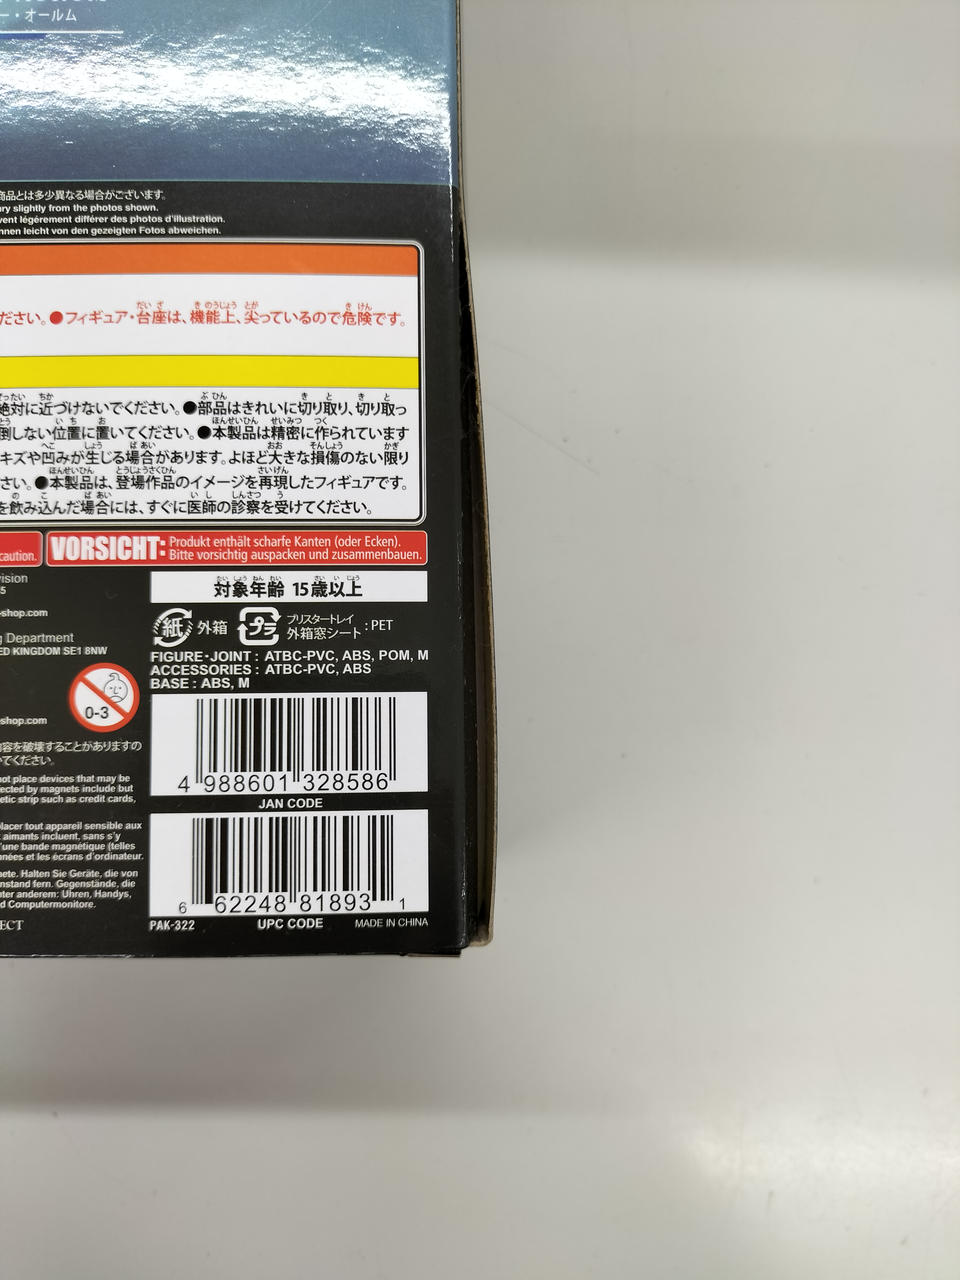 ー・オールム
商品とは多少異なる場合がございます。
ry slightly from the photos shown.
vent légérement différer des photos d'illustration.
nnen leicht von den gezeigten Fotos abweichen.
ださい。●フィギュア・台座は、機能上、尖っているので危険です。
絶対に近づけないでください。●部品はきれいに切り取り、切り取っ
倒しない位置に置いてください。●本製品は精密に作られています
キズや凹みが生じる場合があります。よほど大きな損傷のない限り
さい。●本製品は、登場作品のイメージを再現したフィギュアです。
を飲み込んだ場合には、すぐに医師の診察を受けてください。
caution.
VORSICHT: Produkt enthält scharfe Kanten (oder Ecken).
Bitte vorsichtig auspacken und zusammenbauen.
vision
5
-shop.com
g Department
ED KINGDOM SE1 8NW
0-3
-shop.com
内容を破壊することがありますの
いでください。
not place devices that may be
ected by magnets include but
etic strip such as credit cards,
lacer tout appareil sensible aux
aimants incluent, sans s'y
'une bande magnétique (telles
nnées et les écrans d'ordinateur.
nete. Halten Sie Geräte, die von
nstand fern. Gegenstände, die
nter anderem: Uhren, Handys,
d Computermonitore.
ECT
対象年齢 15歳以上
紙 外箱 プラ ブリスタートレイ
外箱窓シート : PET
FIGURE・JOINT : ATBC-PVC, ABS, POM, M
ACCESSORIES : ATBC-PVC, ABS
BASE : ABS, M
4 988601 328586
JAN CODE
6 62248 81893 1
PAK-322 UPC CODE MADE IN CHINA